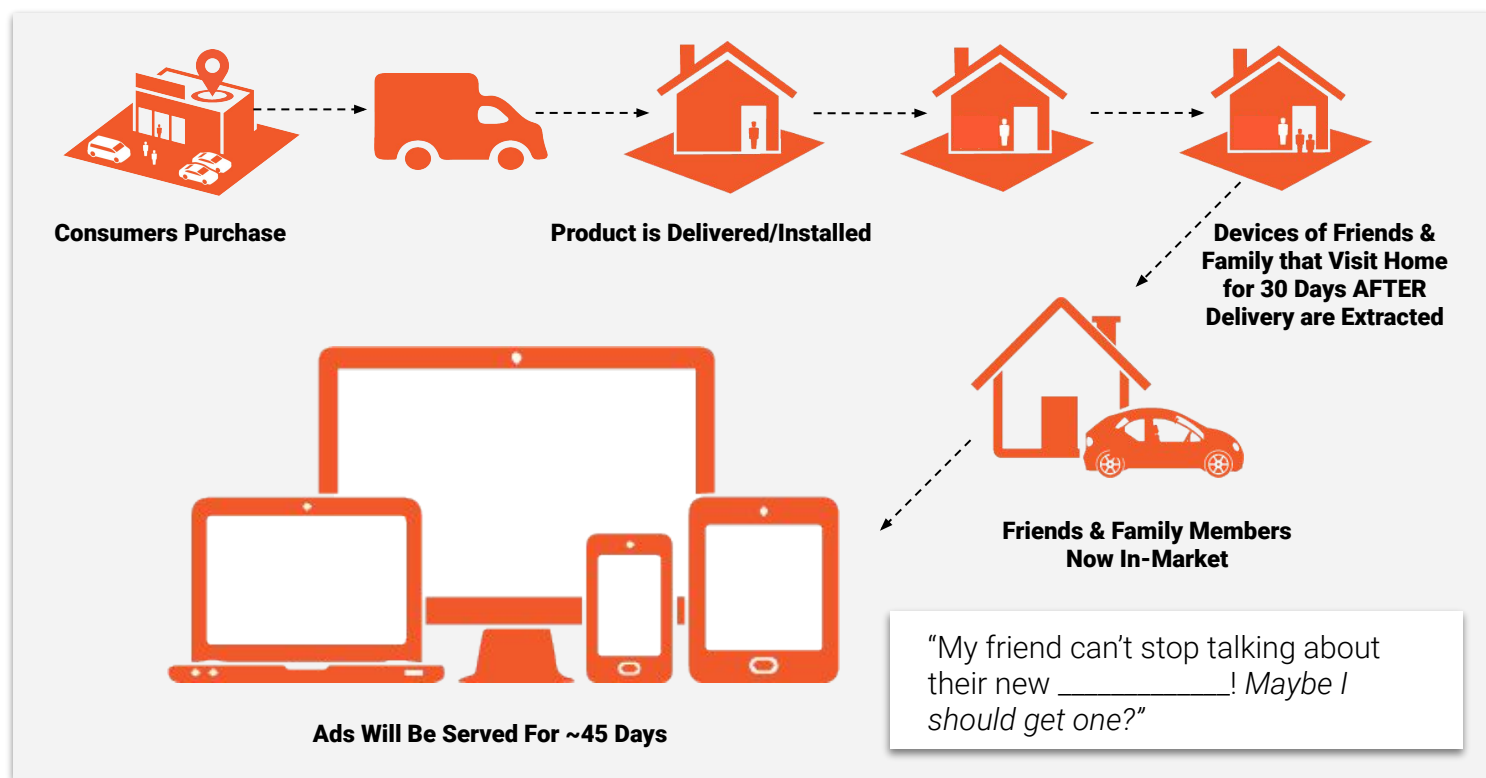 Consumers Purchase
Product is Delivered/Installed
Devices of Friends &
Family that Visit Home
for 30 Days AFTER
Delivery are Extracted
Friends & Family Members
Now In-Market
Ads Will Be Served For ~45 Days
“My friend can’t stop talking about
their new _____________! Maybe I
should get one?”